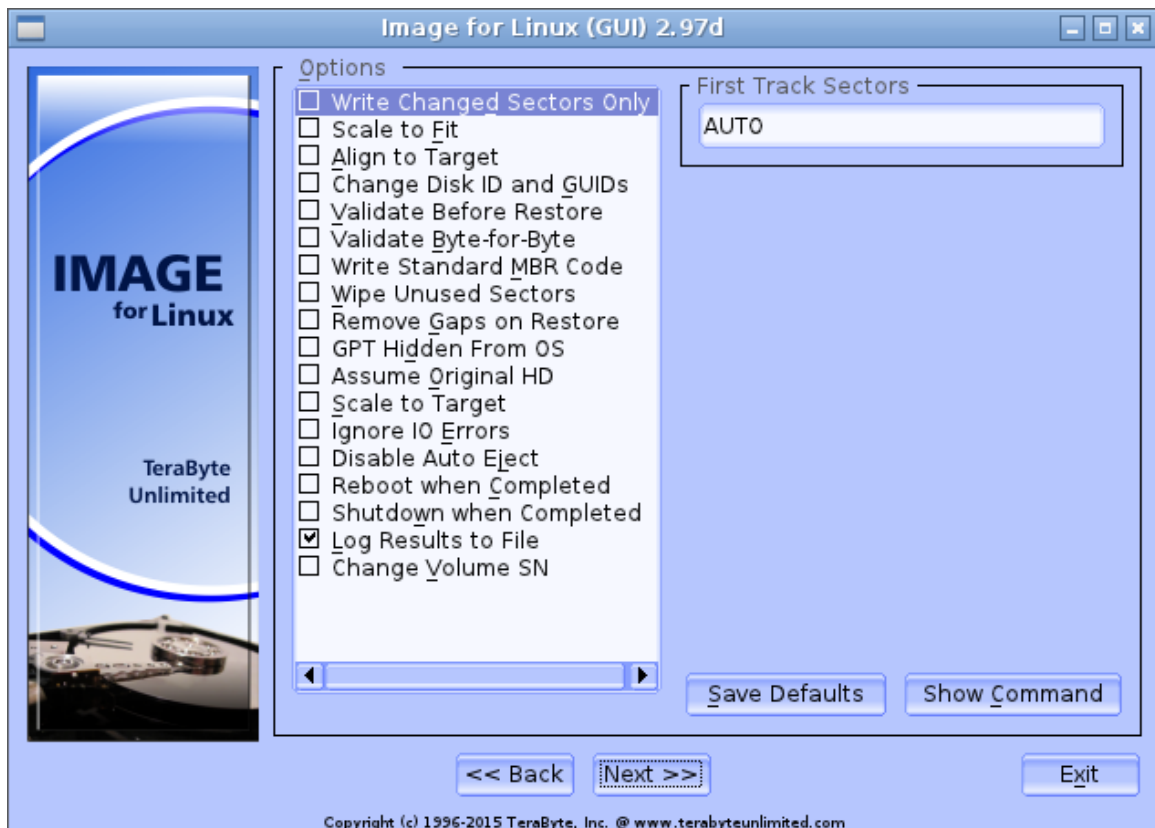 Image for Linux (GUI) 2.97d
IMAGE
for Linux
TeraByte
Unlimited
Options
Write Changed Sectors Only
Scale to Fit
Align to Target
Change Disk ID and GUIDs
Validate Before Restore
Validate Byte-for-Byte
Write Standard MBR Code
Wipe Unused Sectors
Remove Gaps on Restore
GPT Hidden From OS
Assume Original HD
Scale to Target
Ignore IO Errors
Disable Auto Eject
Reboot when Completed
Shutdown when Completed
Log Results to File
Change Volume SN
First Track Sectors
AUTO
Save Defaults
Show Command
<< Back
Next >>
Exit
Copyright (c) 1996-2015 TeraByte, Inc. @ www.terabyteunlimited.com